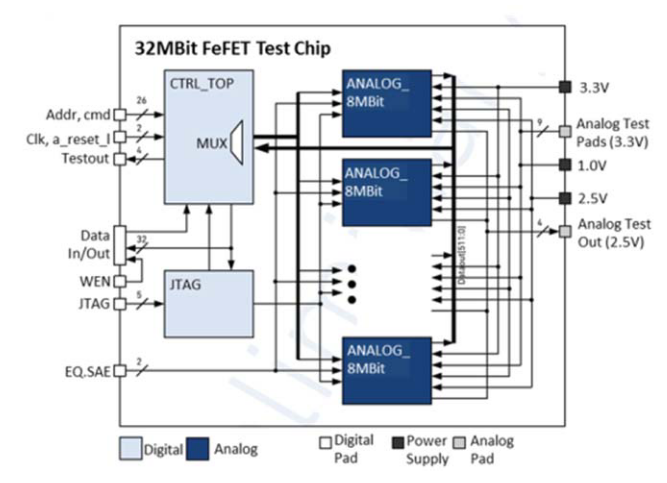 32MBit FeFET Test Chip
CTRL_TOP
MUX
ANALOG_
8MBit
ANALOG_
8MBit
ANALOG_
8MBit
JTAG
Addr, cmd
26
Clk, a_reset_l
2
Testout
4
Data
In/Out
32
WEN
JTAG
5
EQ.SAE
2
Dataout[511:0]
3.3V
9
Analog Test
Pads (3.3V)
1.0V
2.5V
4
Analog Test
Out (2.5V)
Digital
Analog
Digital
Pad
Power
Supply
Analog
Pad